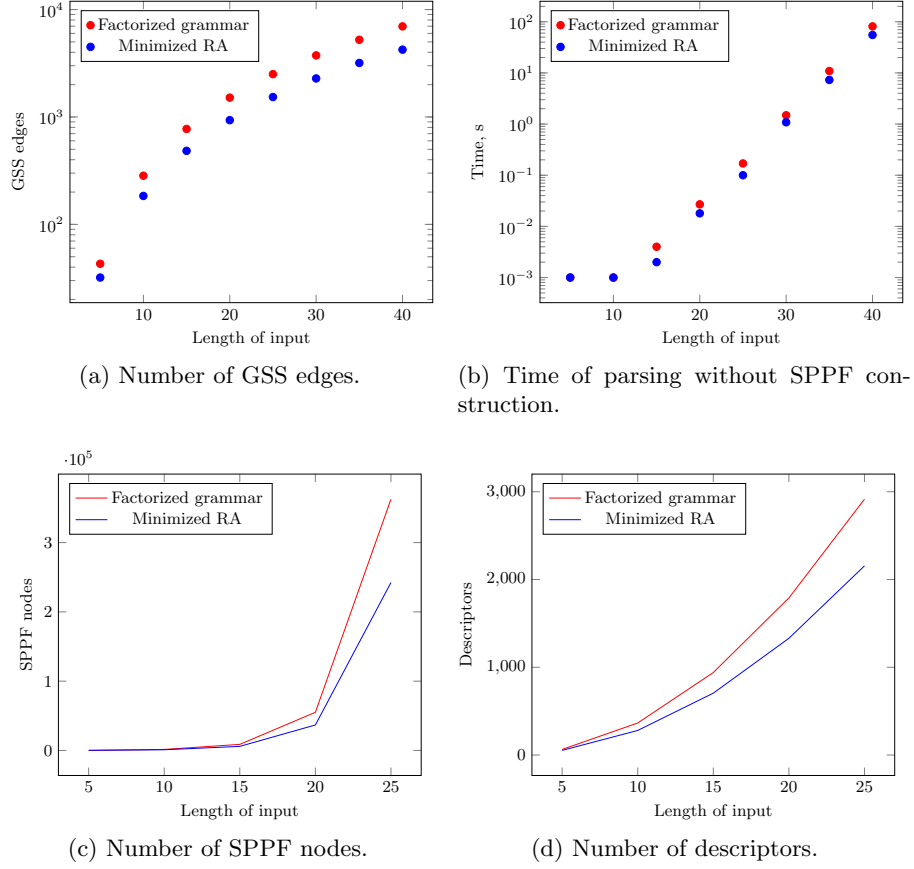 10^4
10^3
10^2
GSS edges
Factorized grammar
Minimized RA
10 20 30 40
Length of input
(a) Number of GSS edges.
10^2
10^1
10^0
10^−1
10^−2
10^−3
Time, s
Factorized grammar
Minimized RA
10 20 30 40
Length of input
(b) Time of parsing without SPPF con-
struction.
·10^5
3
2
1
0
SPPF nodes
Factorized grammar
Minimized RA
5 10 15 20 25
Length of input
(c) Number of SPPF nodes.
3,000
2,000
1,000
0
Descriptors
Factorized grammar
Minimized RA
5 10 15 20 25
Length of input
(d) Number of descriptors.